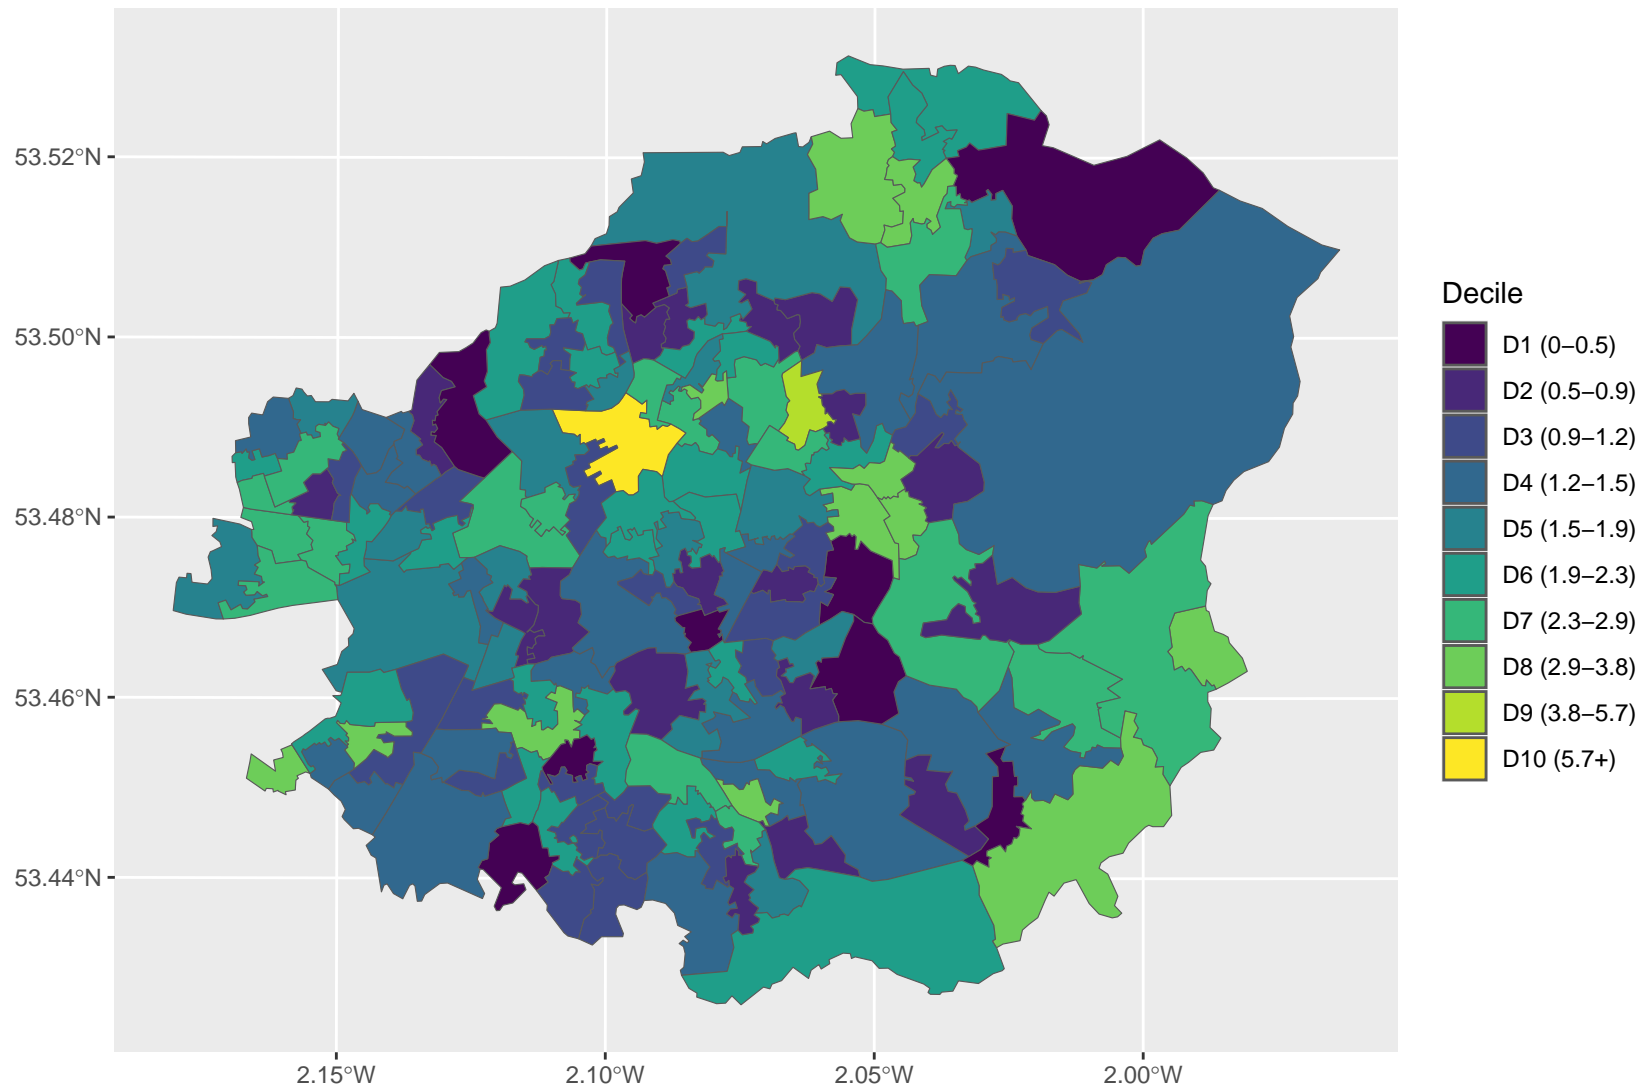 53.52°N
53.50°N
53.48°N
53.46°N
53.44°N
2.15°W
2.10°W
2.05°W
2.00°W
Decile
D1 (0–0.5)
D2 (0.5–0.9)
D3 (0.9–1.2)
D4 (1.2–1.5)
D5 (1.5–1.9)
D6 (1.9–2.3)
D7 (2.3–2.9)
D8 (2.9–3.8)
D9 (3.8–5.7)
D10 (5.7+)